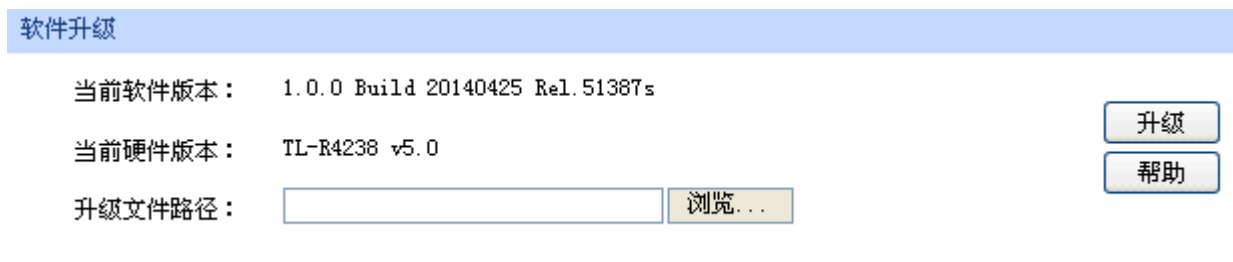 软件升级
当前软件版本： 1.0.0 Build 20140425 Rel.51387s
当前硬件版本： TL-R4238 v5.0
升级
帮助
升级文件路径： 浏览...